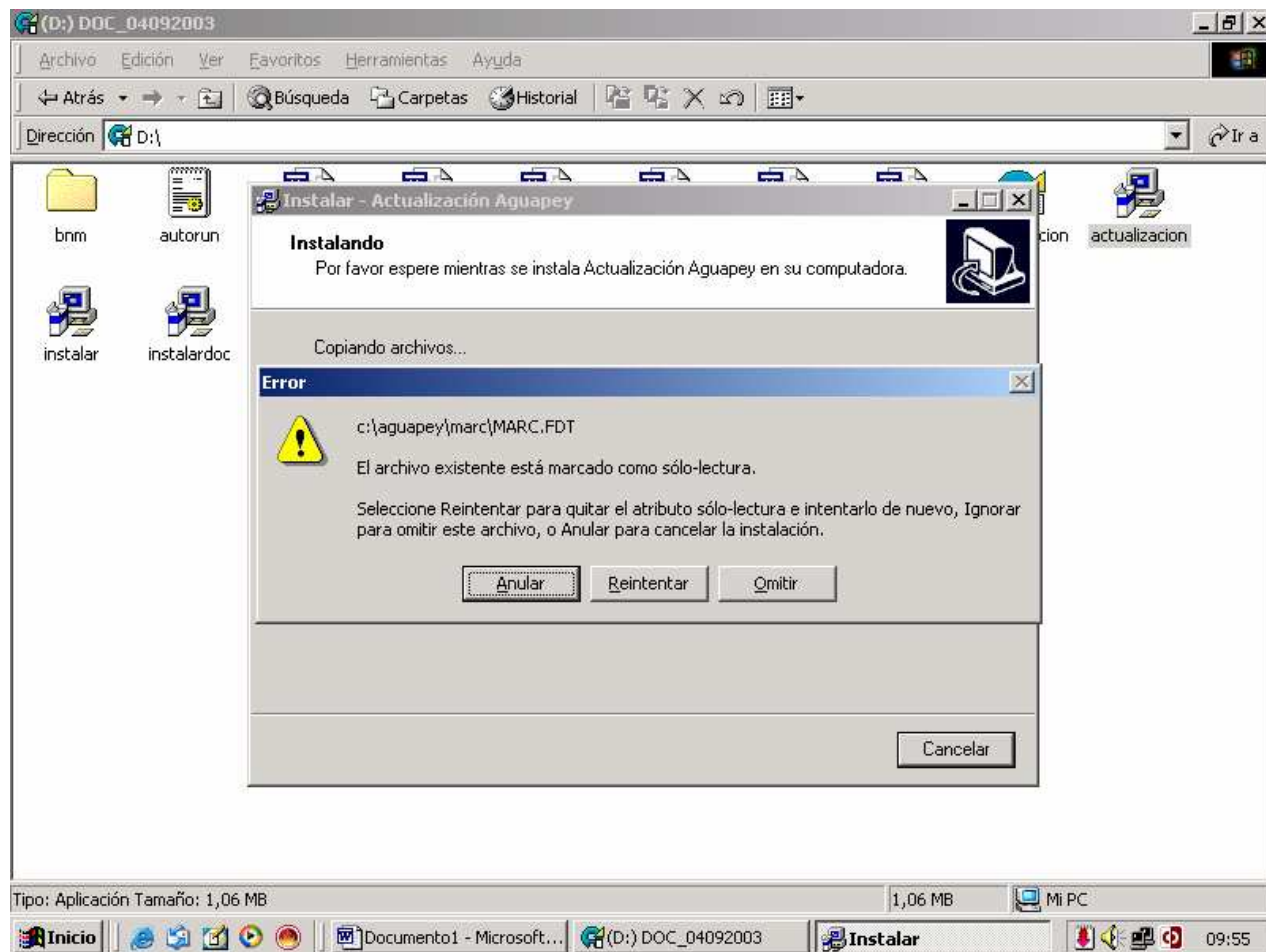 (D:) DOC_04092003
Archivo Edición Ver Favoritos Herramientas Ayuda
Atrás Búsqueda Carpetas Historial
Dirección D:\ Ir a
bnm autorun cion actualizacion
instalar instalardoc
Instalar - Actualización Aguapey
Instalando
Por favor espere mientras se instala Actualización Aguapey en su computadora.
Copiando archivos...
Error
c:\aguapey\marc\MARC.FDT
El archivo existente está marcado como sólo-lectura.
Seleccione Reintentar para quitar el atributo sólo-lectura e intentarlo de nuevo, Ignorar
para omitir este archivo, o Anular para cancelar la instalación.
Anular Reintentar Omitir
Cancelar
Tipo: Aplicación Tamaño: 1,06 MB 1,06 MB Mi PC
Inicio Documento1 - Microsoft... (D:) DOC_04092003 Instalar 09:55